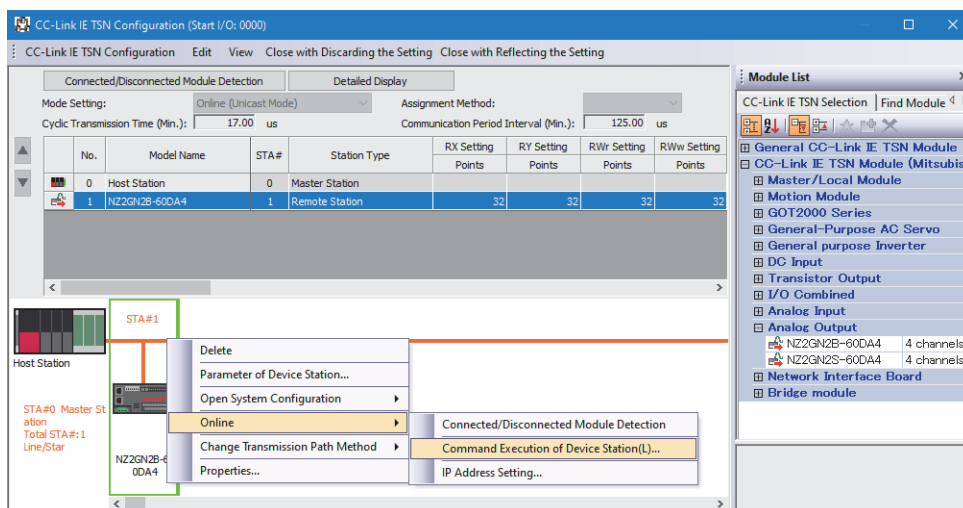 CC-Link IE TSN Configuration (Start I/O: 0000)
CC-Link IE TSN Configuration Edit View Close with Discarding the Setting Close with Reflecting the Setting
Connected/Disconnected Module Detection Detailed Display
Mode Setting: Online (Unicast Mode) Assignment Method:
Cyclic Transmission Time (Min.): 17.00 us Communication Period Interval (Min.): 125.00 us
No. Model Name STA# Station Type RX Setting RY Setting RWr Setting RWw Setting
Points Points Points Points
0 Host Station 0 Master Station
1 NZ2GN2B-60DA4 1 Remote Station 32 32 32 32
STA#1
Host Station
STA#0 Master St
ation
Total STA#:1
Line/Star
NZ2GN2B-6
0DA4
Delete
Parameter of Device Station...
Open System Configuration
Online
Change Transmission Path Method
Properties...
Connected/Disconnected Module Detection
Command Execution of Device Station(L)...
IP Address Setting...
Module List
CC-Link IE TSN Selection Find Module
General CC-Link IE TSN Module
CC-Link IE TSN Module (Mitsubis
Master/Local Module
Motion Module
GOT2000 Series
General-Purpose AC Servo
General purpose Inverter
DC Input
Transistor Output
I/O Combined
Analog Input
Analog Output
NZ2GN2B-60DA4 4 channels
NZ2GN2S-60DA4 4 channels
Network Interface Board
Bridge module